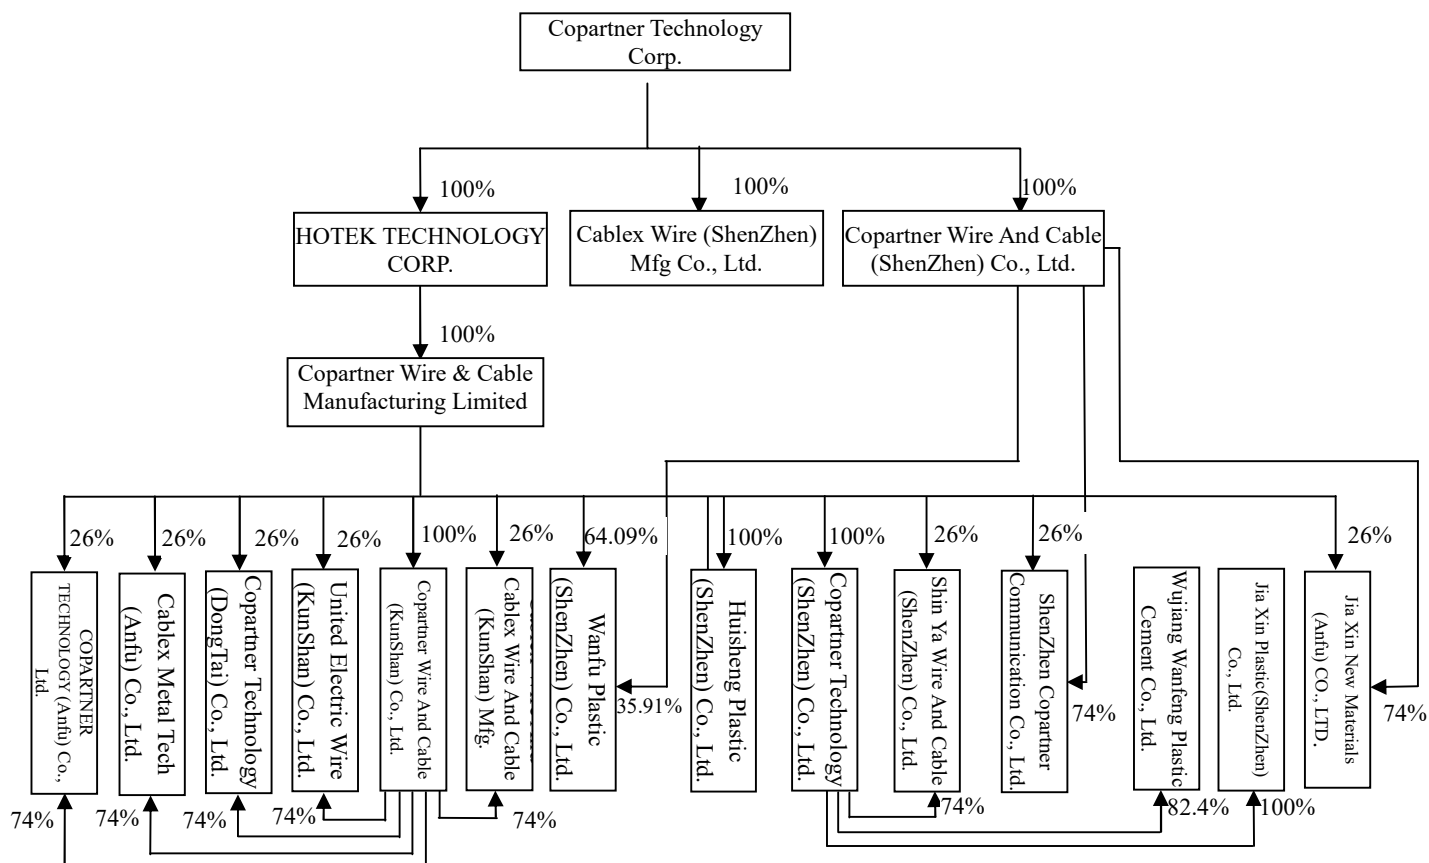 Copartner Technology
Corp.
100%
100%
100%
HOTEK TECHNOLOGY
CORP.
Cablex Wire (ShenZhen)
Mfg Co., Ltd.
Copartner Wire And Cable
(ShenZhen) Co., Ltd.
100%
Copartner Wire & Cable
Manufacturing Limited
26%
26%
26%
26%
100%
26%
64.09%
100%
100%
26%
26%
26%
COPARTNER
TECHNOLOGY (Anfu) Co.,
Ltd.
Cablex Metal Tech
(Anfu) Co., Ltd.
Copartner Technology
(DongTai) Co., Ltd.
United Electric Wire
(KunShan) Co., Ltd.
Copartner Wire And Cable
(KunShan) Co., Ltd.
Cablex Wire And Cable
(KunShan) Mfg.
Wanfu Plastic
(ShenZhen) Co., Ltd.
35.91%
Huisheng Plastic
(ShenZhen) Co., Ltd.
Copartner Technology
(ShenZhen) Co., Ltd.
Shin Ya Wire And Cable
(ShenZhen) Co., Ltd.
ShenZhen Copartner
Communication Co., Ltd.
74%
Wujiang Wanfeng Plastic
Cement Co., Ltd.
Jia Xin Plastic(ShenZhen)
Co., Ltd.
Jia Xin New Materials
(Anfu) CO., LTD.
74%
74%
74%
74%
74%
74%
74%
82.4%
100%